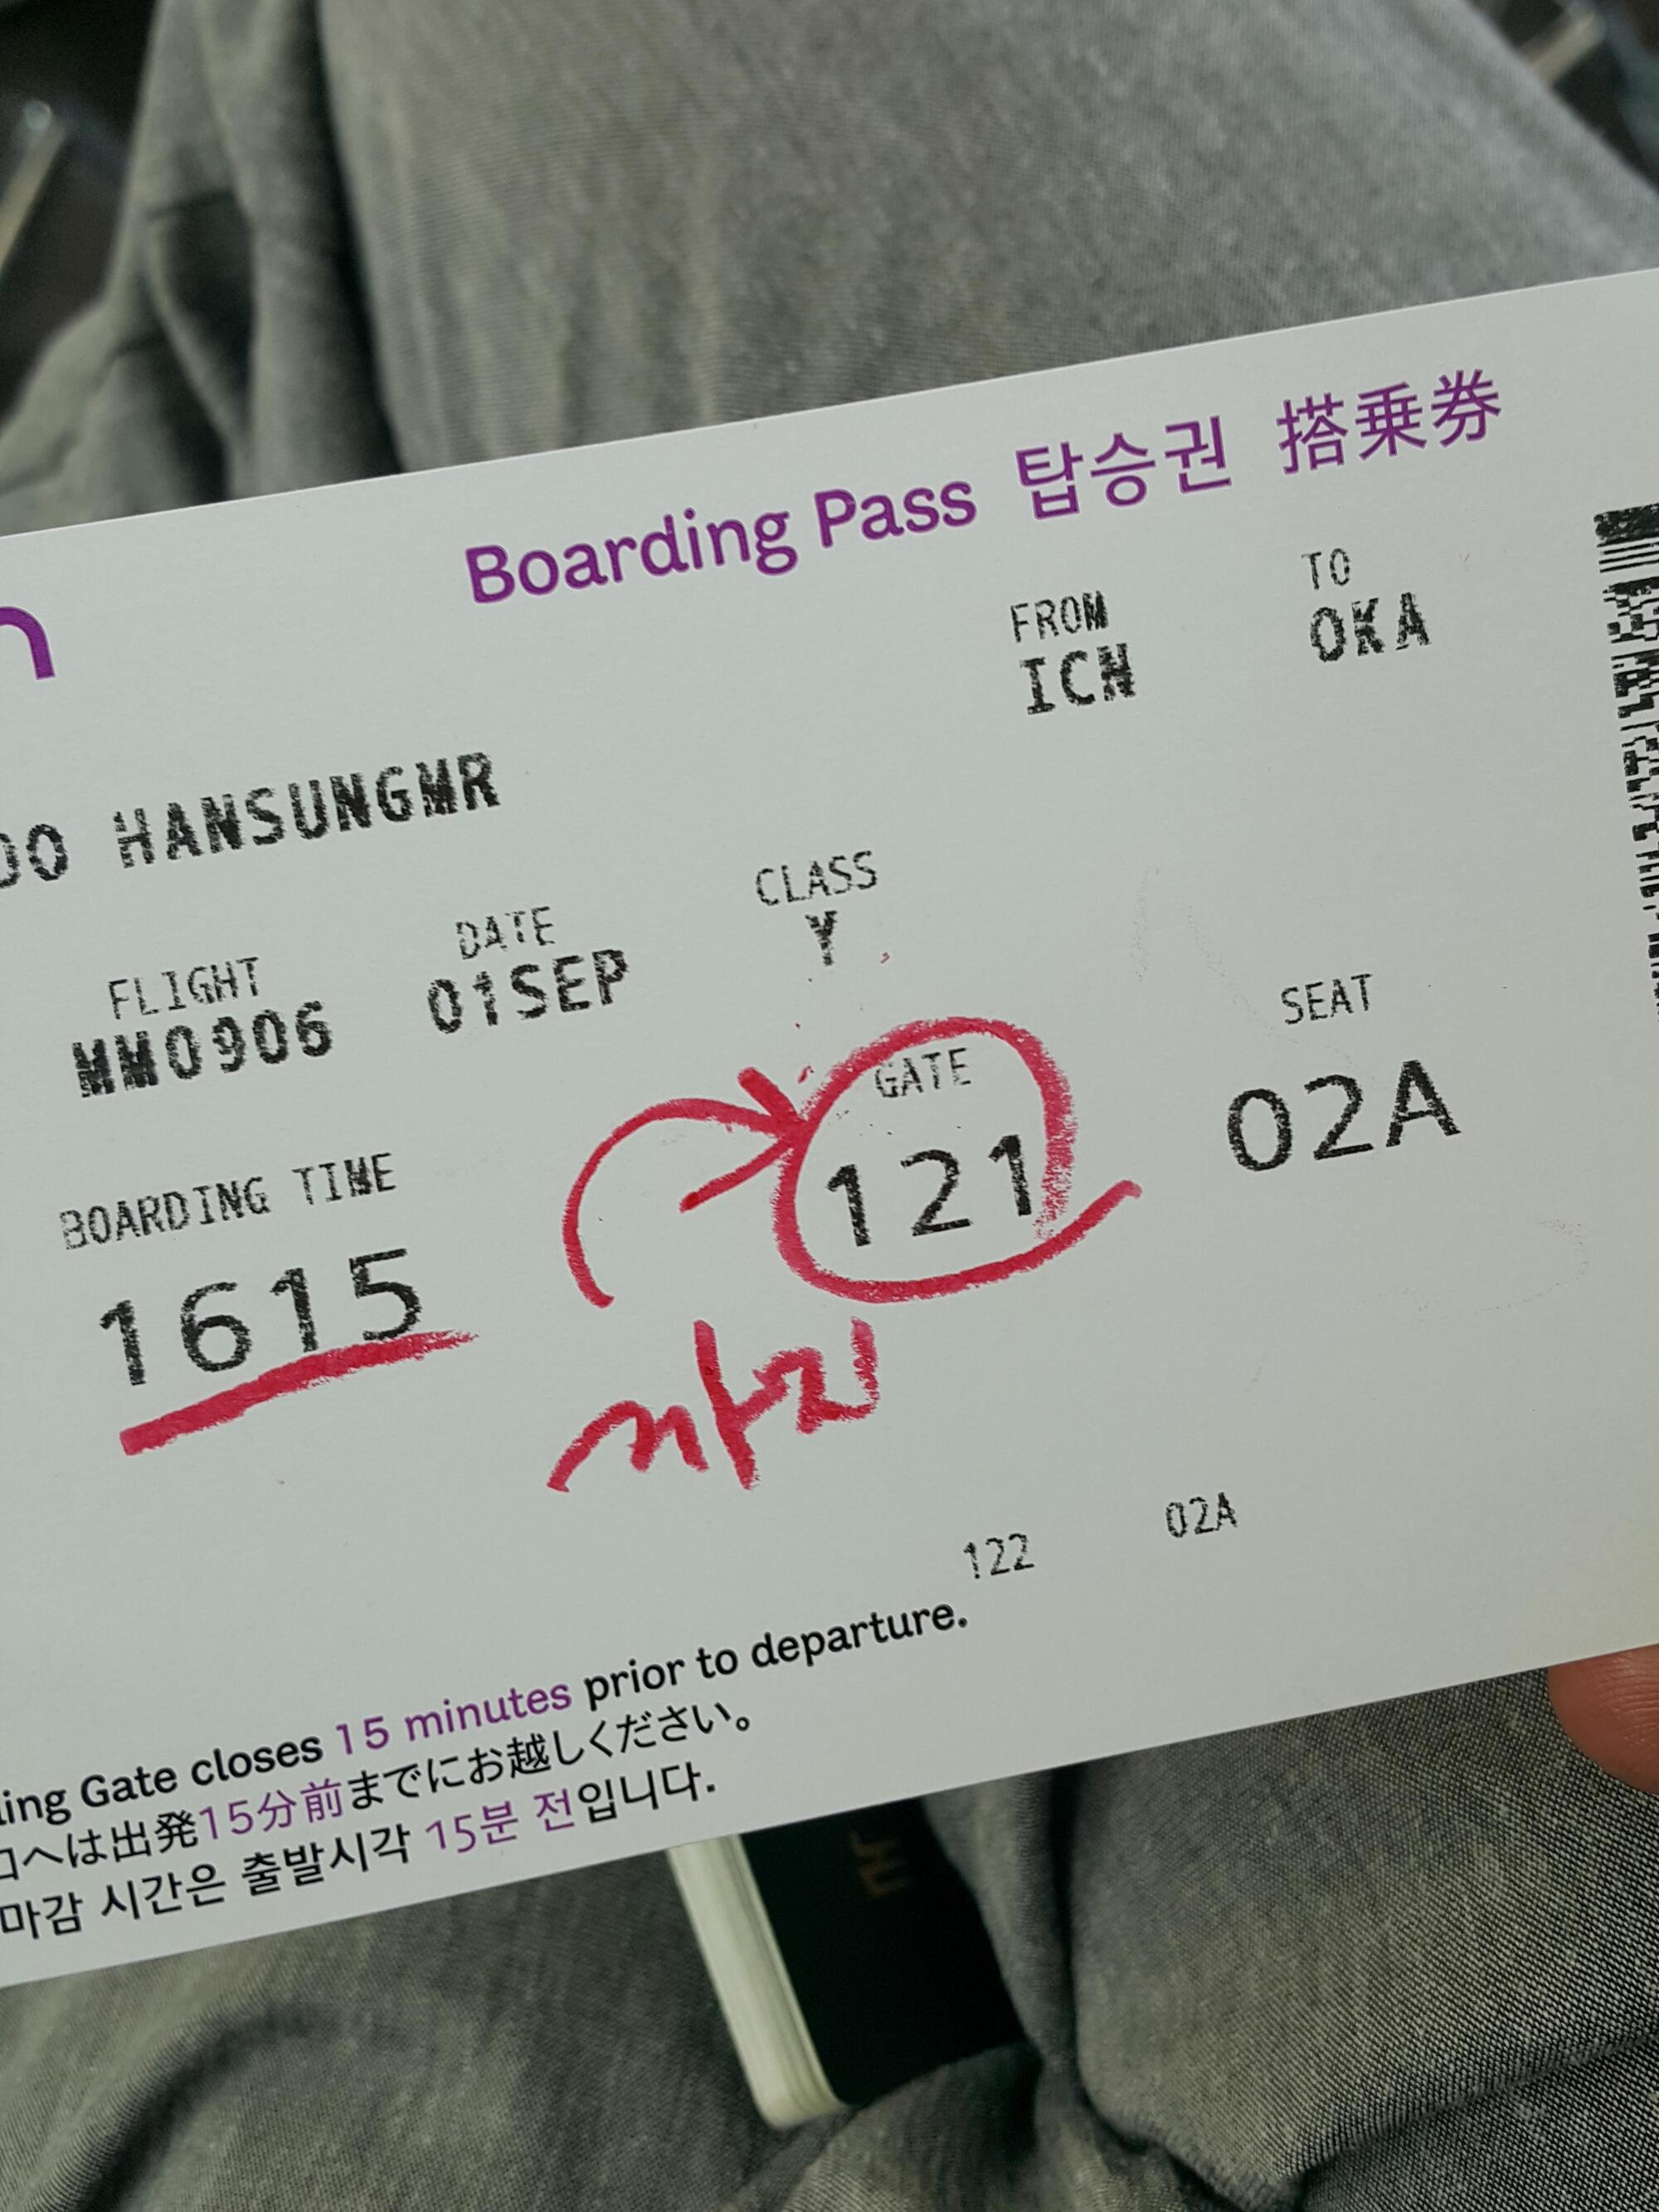 Boarding Pass 탑승권 搭乗券
FROM TO
ICN OKA
HANSUNGMR
FLIGHT DATE CLASS
MM0906 01SEP Y
BOARDING TIME GATE SEAT
1615 121 02A
까지
122 02A
Gate closes 15 minutes prior to departure.
へは出発15分前までにお越しください。
마감 시간은 출발시각 15분 전입니다.